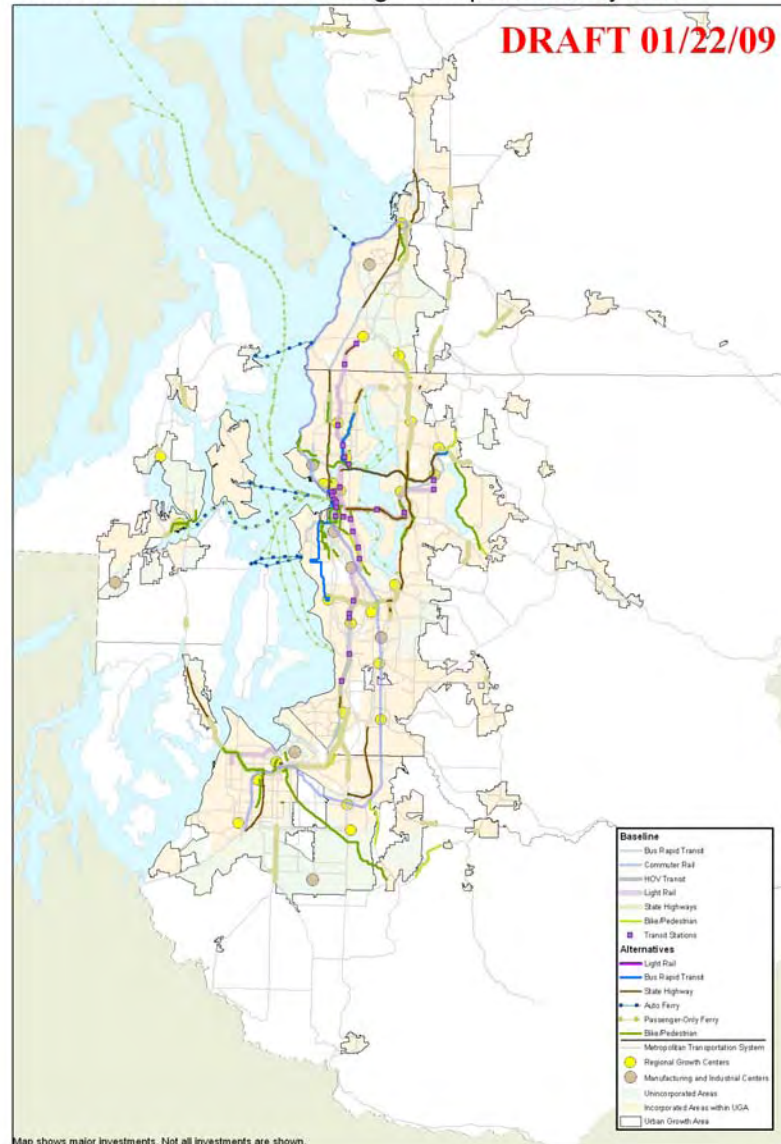 DRAFT 01/22/09
Baseline
Bus Rapid Transit
Commuter Rail
HOV Transit
Light Rail
State Highways
Bike/Pedestrian
Transit Stations
Alternatives
Light Rail
Bus Rapid Transit
State Highway
Auto Ferry
Passenger-Only Ferry
Bike/Pedestrian
Metropolitan Transportation System
Regional Growth Centers
Manufacturing and Industrial Centers
Unincorporated Areas
Incorporated Areas within UGA
Urban Growth Area
Map shows major investments. Not all investments are shown.